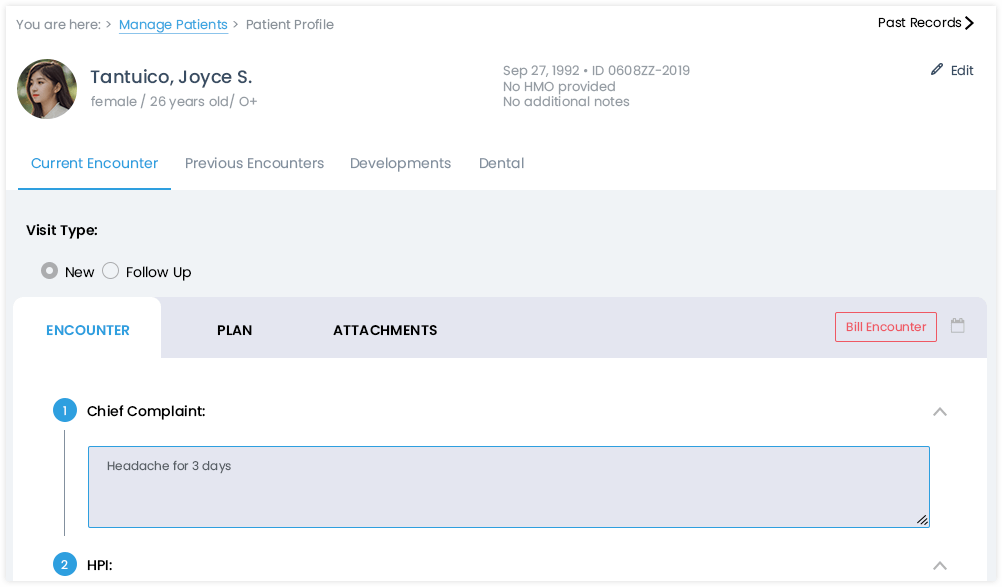 You are here: > Manage Patients > Patient Profile
Past Records
Tantuico, Joyce S.
female / 26 years old/ O+
Sep 27, 1992 • ID 0608ZZ-2019
No HMO provided
No additional notes
Edit
Current Encounter Previous Encounters Developments Dental
Visit Type:
New Follow Up
ENCOUNTER PLAN ATTACHMENTS Bill Encounter
1 Chief Complaint:
Headache for 3 days
2 HPI: